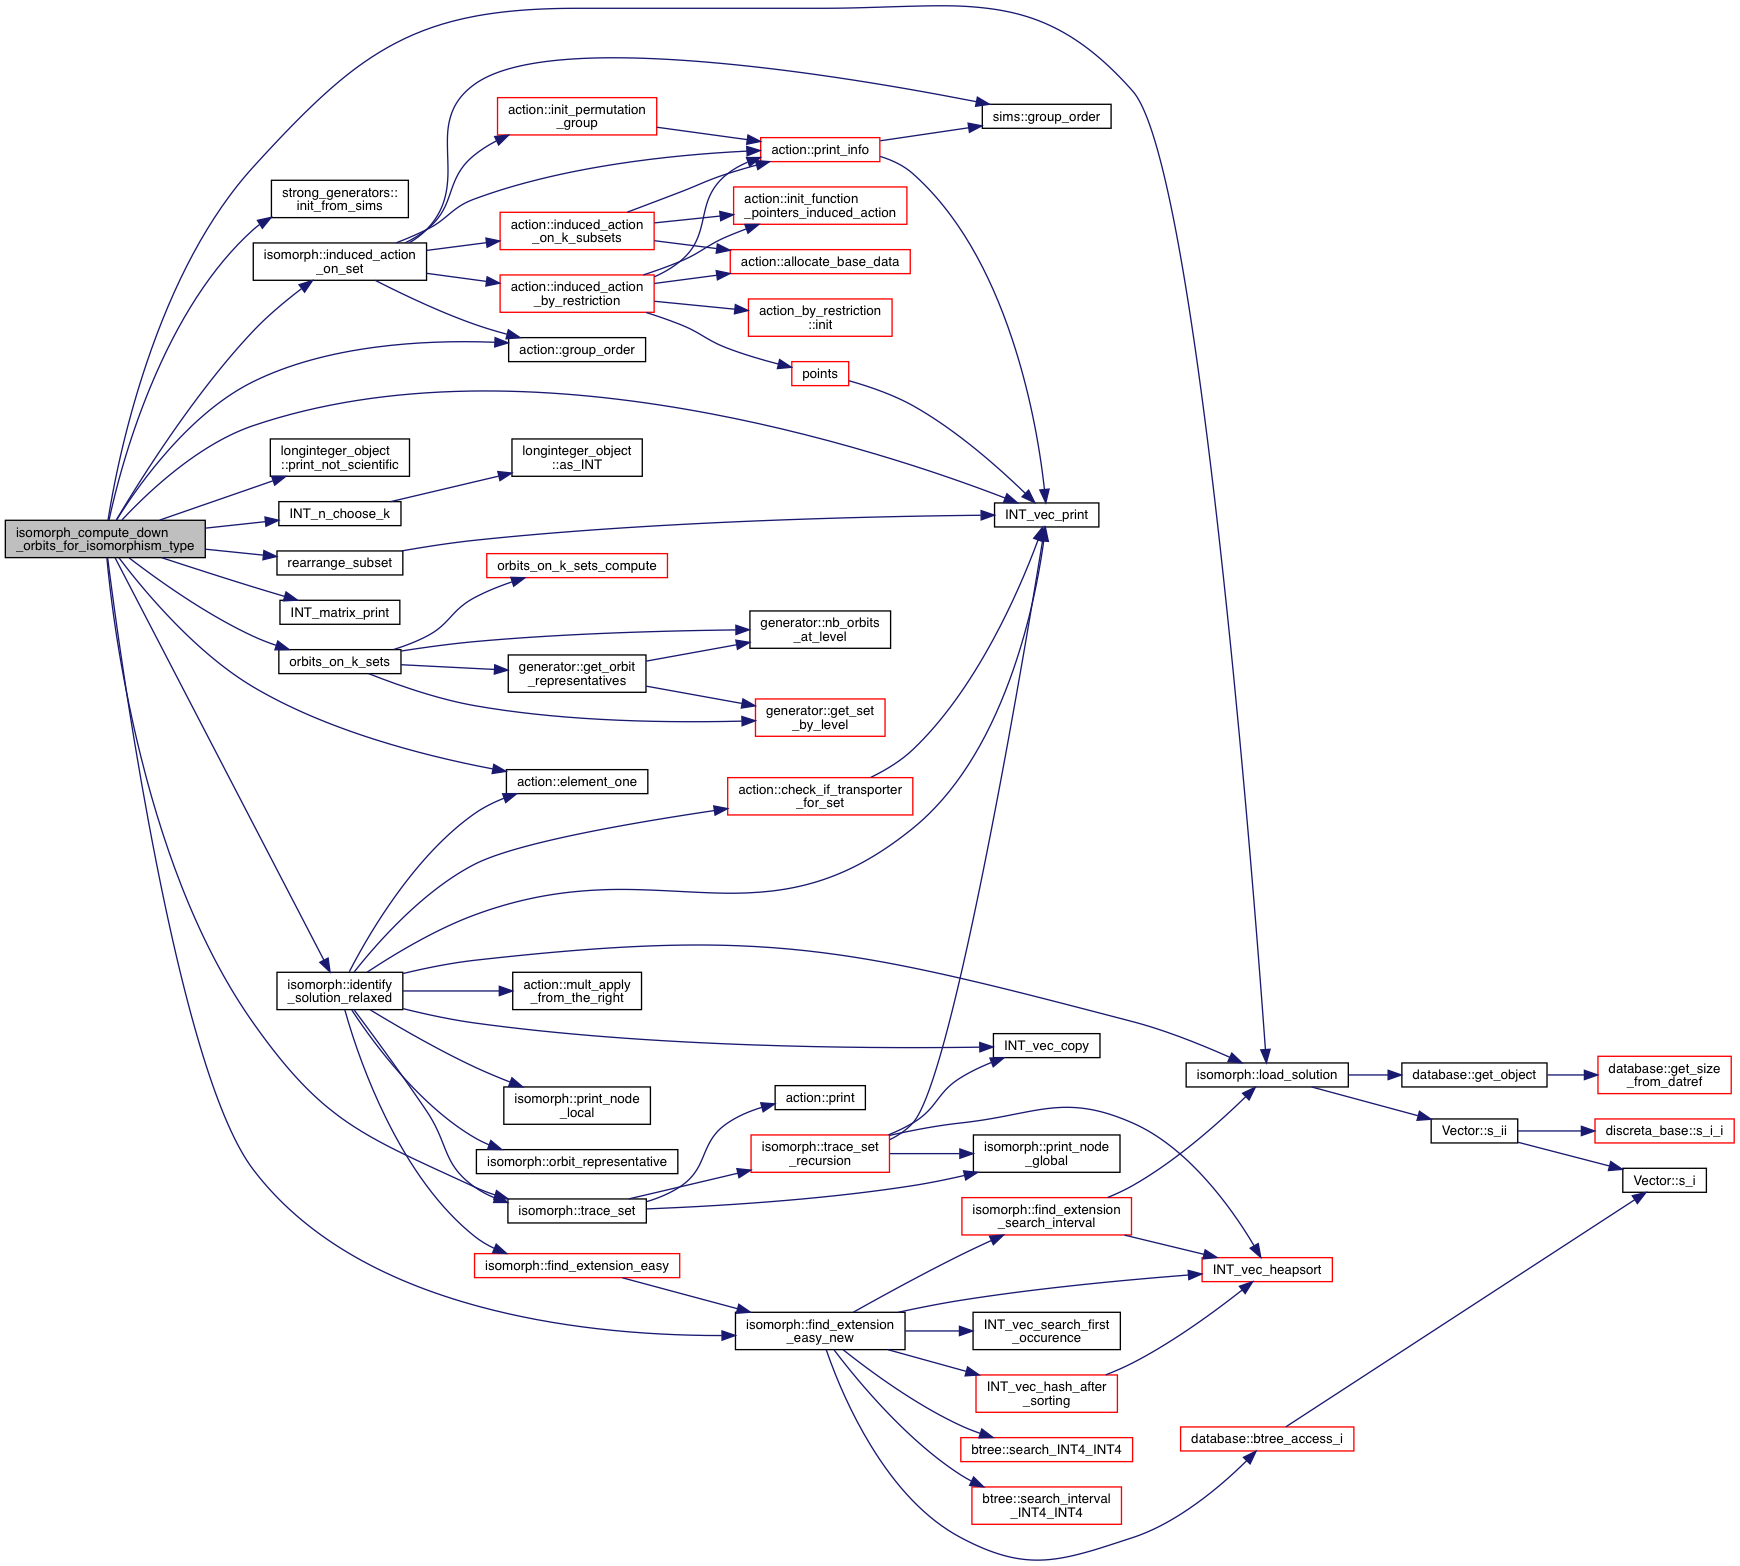 isomorph_compute_down
_orbits_for_isomorphism_type
strong_generators::
init_from_sims
isomorph::induced_action
_on_set
longinteger_object
::print_not_scientific
INT_n_choose_k
rearrange_subset
INT_matrix_print
orbits_on_k_sets
isomorph::identify
_solution_relaxed
action::init_permutation
_group
action::induced_action
_on_k_subsets
action::induced_action
_by_restriction
action::group_order
longinteger_object
::as_INT
orbits_on_k_sets_compute
generator::get_orbit
_representatives
action::element_one
action::mult_apply
_from_the_right
isomorph::print_node
_local
isomorph::orbit_representative
isomorph::trace_set
isomorph::find_extension_easy
action::print_info
action::init_function
_pointers_induced_action
action::allocate_base_data
action_by_restriction
::init
points
generator::nb_orbits
_at_level
generator::get_set
_by_level
action::check_if_transporter
_for_set
action::print
isomorph::trace_set
_recursion
isomorph::find_extension
_easy_new
sims::group_order
INT_vec_print
INT_vec_copy
isomorph::print_node
_global
isomorph::find_extension
_search_interval
INT_vec_search_first
_occurence
INT_vec_hash_after
_sorting
btree::search_INT4_INT4
btree::search_interval
_INT4_INT4
isomorph::load_solution
INT_vec_heapsort
database::btree_access_i
database::get_object
Vector::s_ii
database::get_size
_from_datref
discreta_base::s_i_i
Vector::s_i